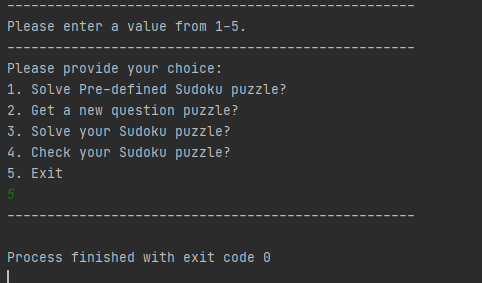 ---------------------------------------------------
Please enter a value from 1-5.
---------------------------------------------------
Please provide your choice:
1. Solve Pre-defined Sudoku puzzle?
2. Get a new question puzzle?
3. Solve your Sudoku puzzle?
4. Check your Sudoku puzzle?
5. Exit
5
---------------------------------------------------
Process finished with exit code 0